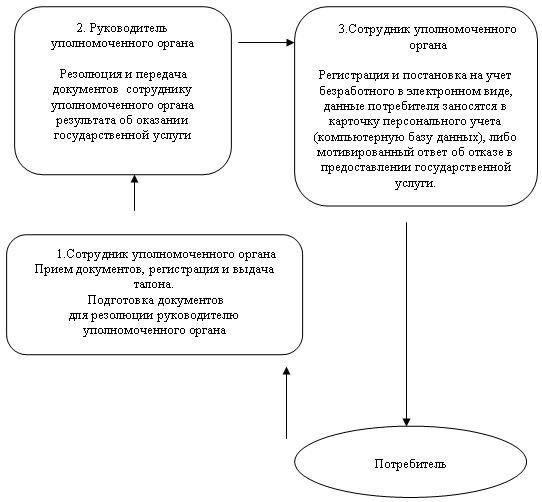 2. Руководитель
уполномоченного органа
Резолюция и передача
документов сотруднику
уполномоченного органа
результата об оказании
государственной услуги
3.Сотрудник уполномоченного
органа
Регистрация и постановка на учет
безработного в электронном виде,
данные потребителя заносятся в
карточку персонального учета
(компьютерную базу данных), либо
мотивированный ответ об отказе в
предоставлении государственной
услуги.
1.Сотрудник уполномоченного органа
Прием документов, регистрация и выдача
талона.
Подготовка документов
для резолюции руководителю
уполномоченного органа
Потребитель